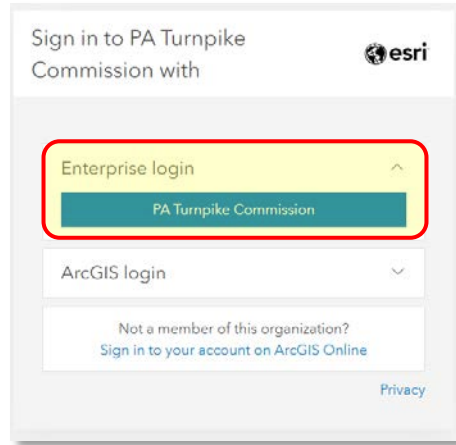 Sign in to PA Turnpike
Commission with
esri
Enterprise login
PA Turnpike Commission
ArcGIS login
Not a member of this organization?
Sign in to your account on ArcGIS Online
Privacy